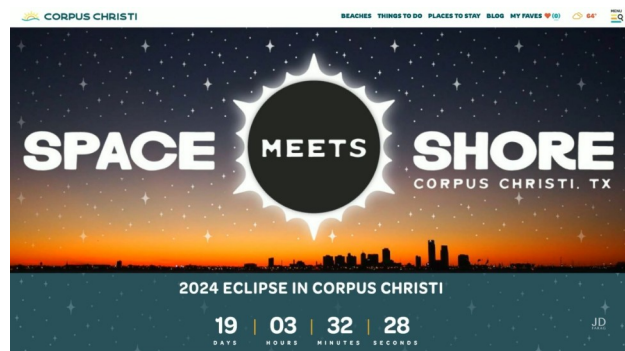 CORPUS CHRISTI
BEACHES THINGS TO DO PLACES TO STAY BLOG MY FAVES (0) 64° MENU
SPACE MEETS SHORE
CORPUS CHRISTI, TX
2024 ECLIPSE IN CORPUS CHRISTI
19 | 03 | 32 | 28
DAYS HOURS MINUTES SECONDS
JD